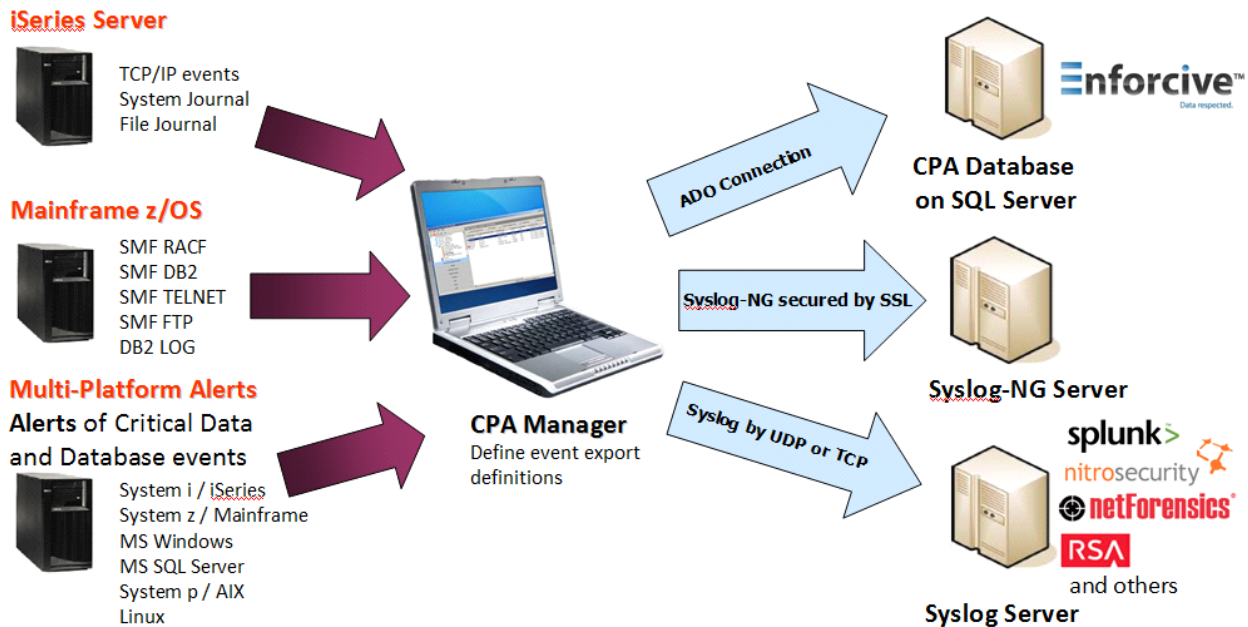 iSeries Server
TCP/IP events
System Journal
File Journal
Mainframe z/OS
SMF RACF
SMF DB2
SMF TELNET
SMF FTP
DB2 LOG
Multi-Platform Alerts
Alerts of Critical Data
and Database events
System i / iSeries
System z / Mainframe
MS Windows
MS SQL Server
System p / AIX
Linux
CPA Manager
Define event export
definitions
ADO Connection
Syslog-NG secured by SSL
Syslog by UDP or TCP
Enforcive™
Data respected.
CPA Database
on SQL Server
Syslog-NG Server
splunk>
nitrosecurity
netForensics®
RSA
and others
Syslog Server